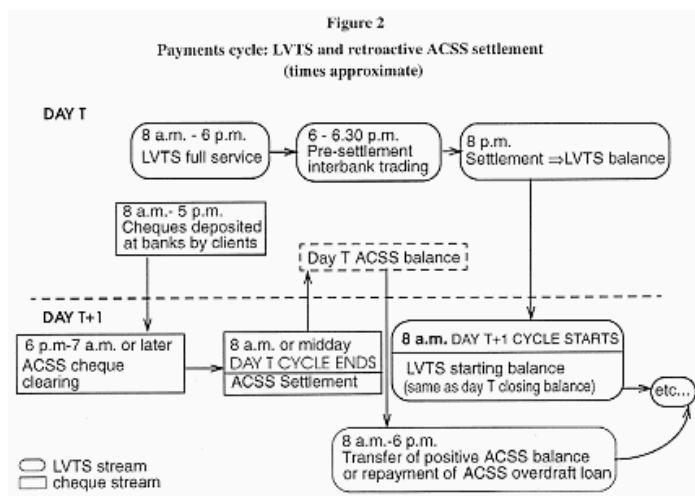 Figure 2
Payments cycle: LVTS and retroactive ACSS settlement
(times approximate)
DAY T
8 a.m. - 6 p.m.
LVTS full service
6 - 6.30 p.m.
Pre-settlement
interbank trading
8 p.m.
Settlement ⇒LVTS balance
8 a.m.- 5 p.m.
Cheques deposited
at banks by clients
Day T ACSS balance
DAY T+1
6 p.m-7 a.m. or later
ACSS cheque
clearing
8 a.m. or midday
DAY T CYCLE ENDS
ACSS Settlement
8 a.m. DAY T+1 CYCLE STARTS
LVTS starting balance
(same as day T closing balance)
etc...
8 a.m.-6 p.m.
Transfer of positive ACSS balance
or repayment of ACSS overdraft loan
LVTS stream
cheque stream